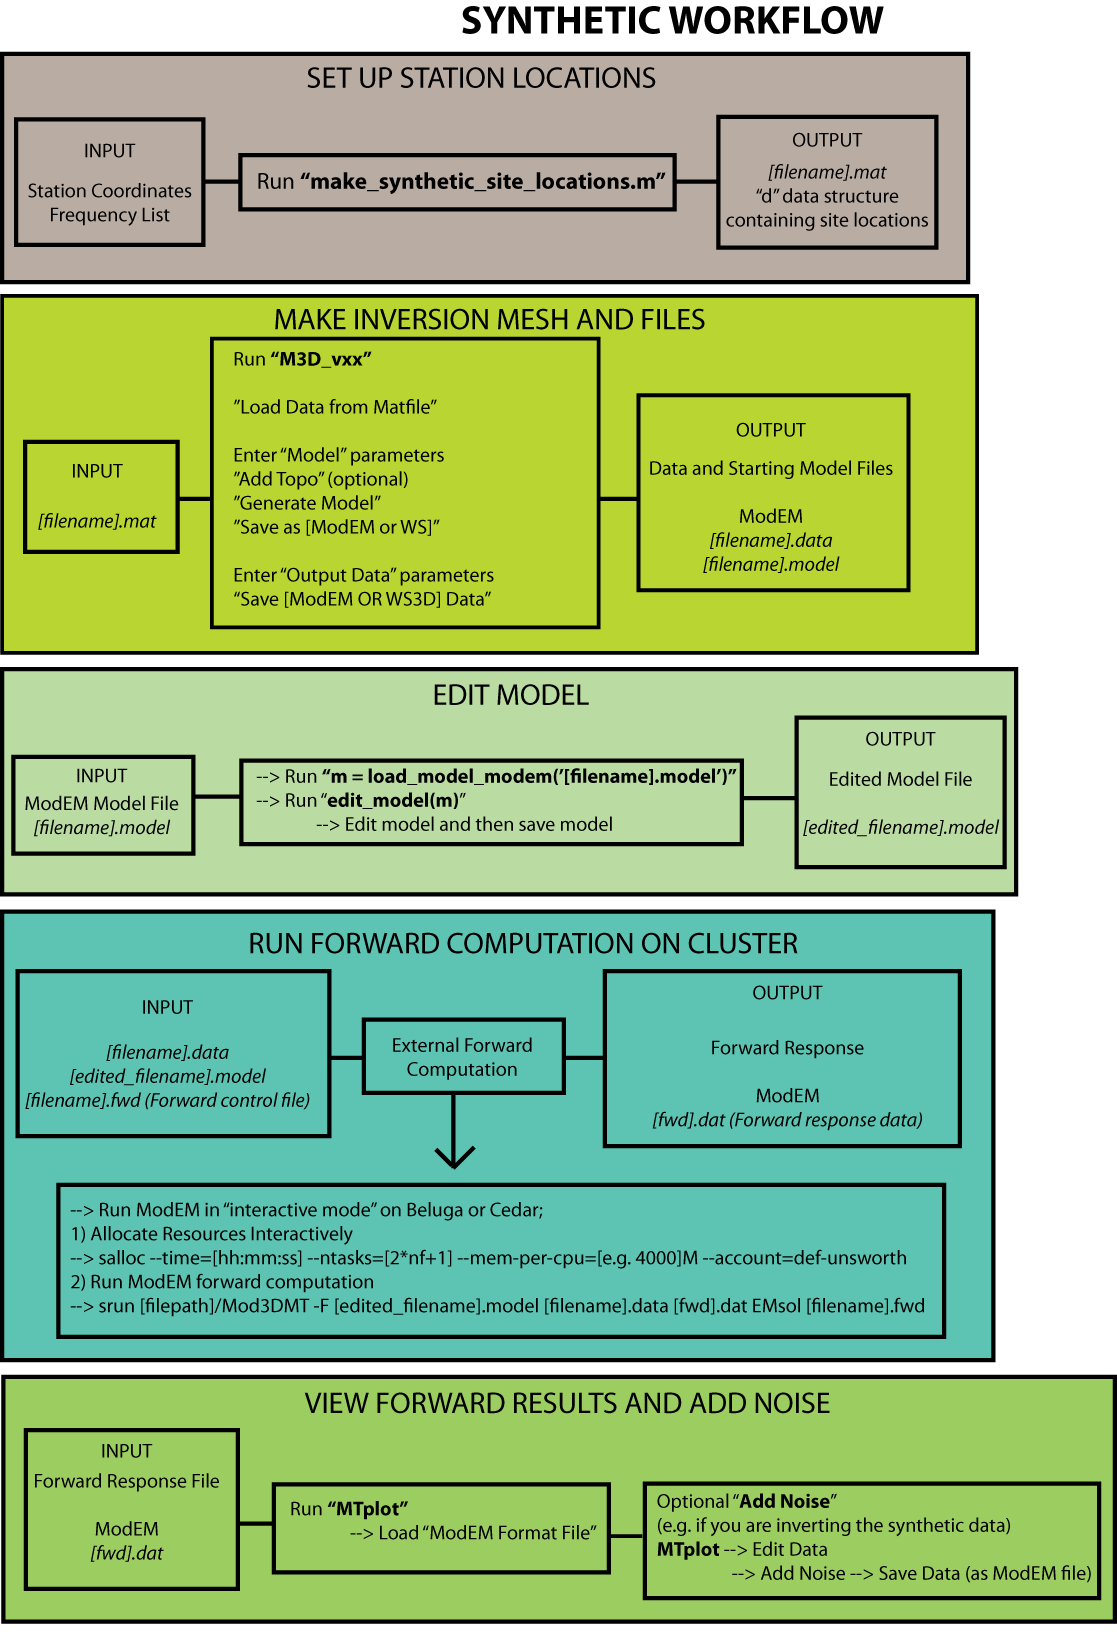 SYNTHETIC WORKFLOW
SET UP STATION LOCATIONS
INPUT
Station Coordinates
Frequency List
Run “make_synthetic_site_locations.m”
OUTPUT
[filename].mat
“d” data structure
containing site locations
MAKE INVERSION MESH AND FILES
INPUT
[filename].mat
Run “M3D_vxx”
”Load Data from Matfile”
Enter “Model” parameters
”Add Topo” (optional)
”Generate Model”
”Save as [ModEM or WS]”
Enter “Output Data” parameters
“Save [ModEM OR WS3D] Data”
OUTPUT
Data and Starting Model Files
ModEM
[filename].data
[filename].model
EDIT MODEL
INPUT
ModEM Model File
[filename].model
--> Run “m = load_model_modem(’[filename].model’)”
--> Run “edit_model(m)”
--> Edit model and then save model
OUTPUT
Edited Model File
[edited_filename].model
RUN FORWARD COMPUTATION ON CLUSTER
INPUT
[filename].data
[edited_filename].model
[filename].fwd (Forward control file)
External Forward
Computation
OUTPUT
Forward Response
ModEM
[fwd].dat (Forward response data)
--> Run ModEM in “interactive mode” on Beluga or Cedar;
1) Allocate Resources Interactively
--> salloc --time=[hh:mm:ss] --ntasks=[2*nf+1] --mem-per-cpu=[e.g. 4000]M --account=def-unsworth
2) Run ModEM forward computation
--> srun [filepath]/Mod3DMT -F [edited_filename].model [filename].data [fwd].dat EMsol [filename].fwd
VIEW FORWARD RESULTS AND ADD NOISE
INPUT
Forward Response File
ModEM
[fwd].dat
Run “MTplot”
--> Load “ModEM Format File”
Optional “Add Noise”
(e.g. if you are inverting the synthetic data)
MTplot --> Edit Data
--> Add Noise --> Save Data (as ModEM file)